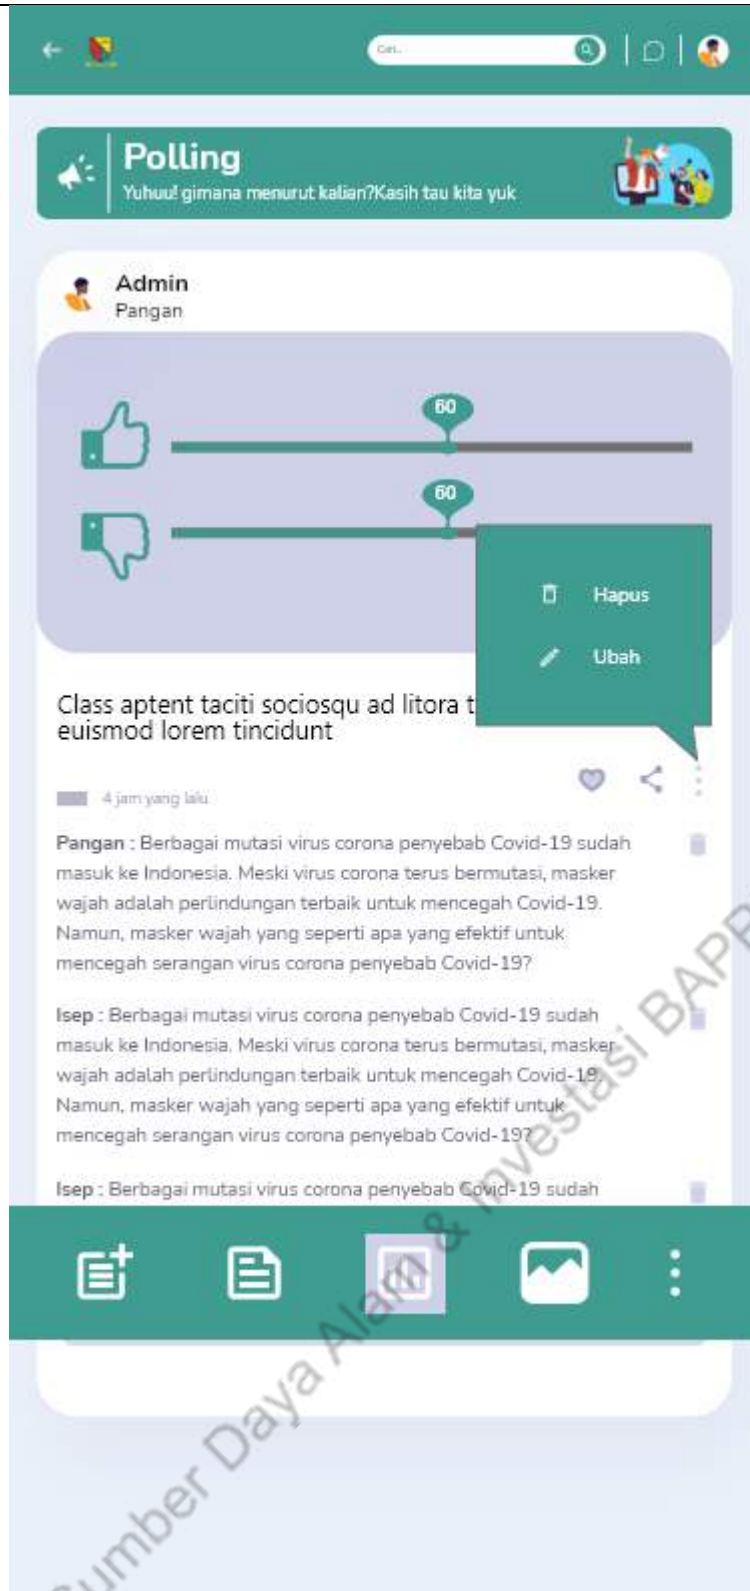 Cari..
Polling
Yuhuu! gimana menurut kalian?Kasih tau kita yuk
Admin
Pangan
60
60
Hapus
Ubah
Class aptent taciti sociosqu ad litora t
euismod lorem tincidunt
4 jam yang lalu
Pangan : Berbagai mutasi virus corona penyebab Covid-19 sudah
masuk ke Indonesia. Meski virus corona terus bermutasi, masker
wajah adalah perlindungan terbaik untuk mencegah Covid-19.
Namun, masker wajah yang seperti apa yang efektif untuk
mencegah serangan virus corona penyebab Covid-19?
Isep : Berbagai mutasi virus corona penyebab Covid-19 sudah
masuk ke Indonesia. Meski virus corona terus bermutasi, masker
wajah adalah perlindungan terbaik untuk mencegah Covid-19.
Namun, masker wajah yang seperti apa yang efektif untuk
mencegah serangan virus corona penyebab Covid-19?
Isep : Berbagai mutasi virus corona penyebab Covid-19 sudah
Sumber Daya Alam & Investasi BAPP